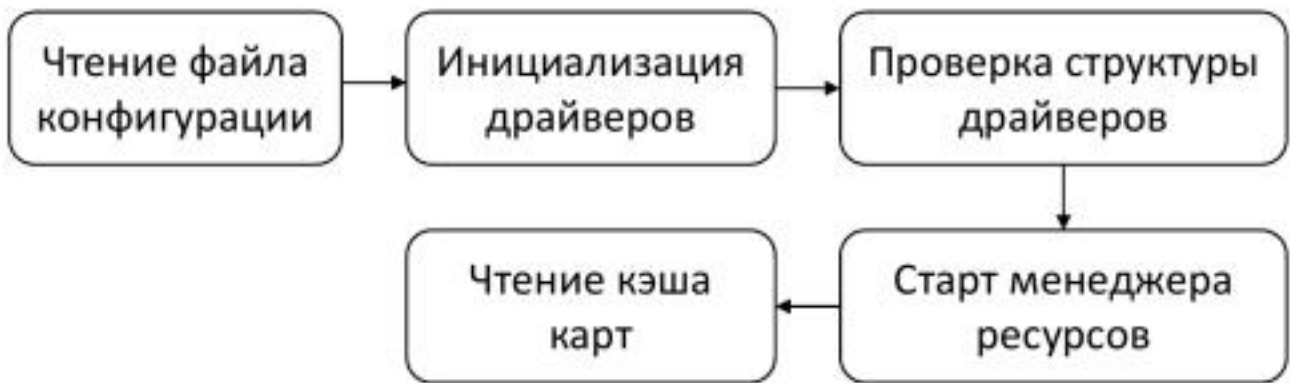 Чтение файла
конфигурации
Инициализация
драйверов
Проверка структуры
драйверов
Старт менеджера
ресурсов
Чтение кэша
карт